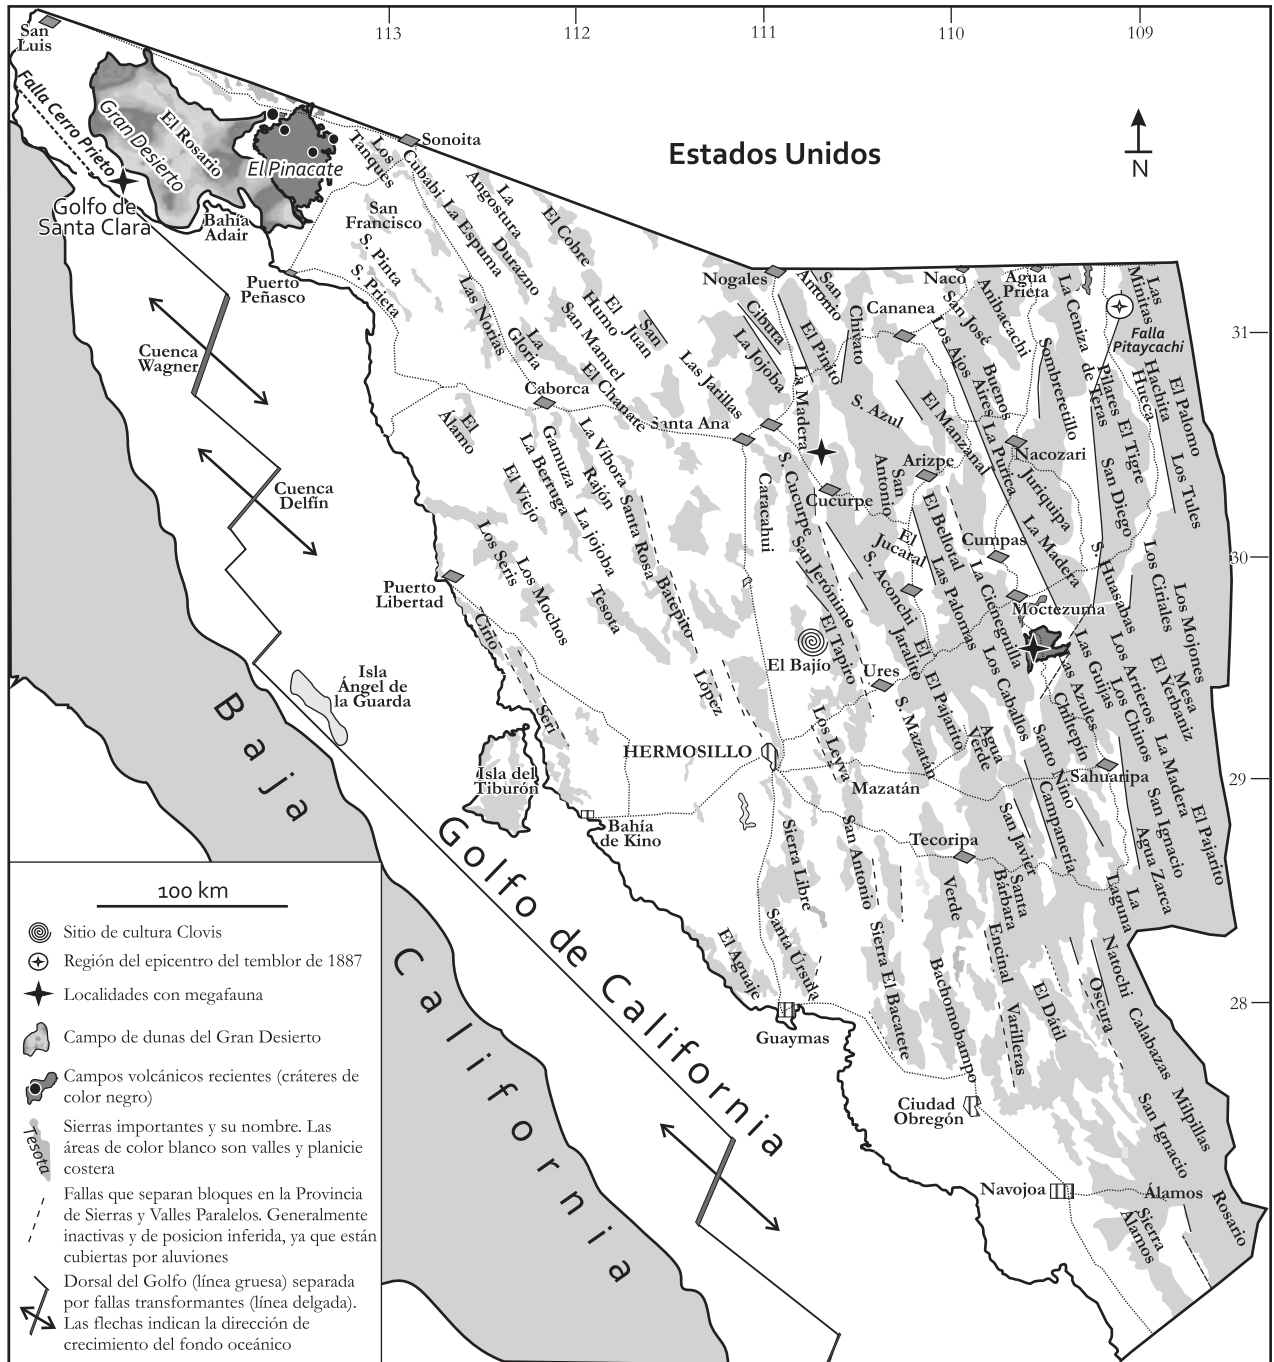 113
112
111
110
109
San
Luis
Falla Cerro Prieto
Gran Desierto
El Rosario
El Pinacate
Sonoita
Estados Unidos
N
Golfo de
Santa Clara
Bahía
Adair
Los
Tanques
Cubabi
La
Angostura
El Cobre
San
Francisco
La Espuma
Durazno
S. Pinta
S. Prieta
Puerto
Peñasco
Las Norias
La
Gloria
San Manuel
El
Humo
El
Juan
San
El Chanate
Las Jarillas
Nogales
San
Antonio
Cibuta
La Jojoba
El Pinito
Chivato
Cananea
Naco
Agua
Prieta
San José
Anibacachi
Los Ajos
Buenos
Aires
La Ceniza
Sombreretillo
Las
Minitas
Falla
Pitaycachi
31
Pilares
de Teras
Hachita
Hueca
El Palomo
El Tigre
Los Tules
San Diego
Cuenca
Wagner
Cuenca
Delfín
Caborca
El
Álamo
Santa Ana
La Madera
S. Azul
El Manzanal
La Purica
Nacozari
Juriquipa
La Madera
Gamuza
La Berruga
El Viejo
La Víbora
Rajón
La jojoba
Santa Rosa
Caracahui
S. Cucurpe
Cucurpe
San
Antonio
Arizpe
El Bellotal
Cumpas
El
Jucaral
S. Aconchi
San Jerónimo
Las Palomas
La Cieneguilla
30
S. Huasabas
Los Ciriales
Los Mojones
Los Seris
Los Mochos
Puerto
Libertad
Tesota
Batepito
Cirio
Moctezuma
El Bajío
El Tapiro
El
Jaralito
Ures
Los Caballos
Las Guijas
Las Azules
Los Arrieros
Los Chinos
El Yerbaniz
Mesa
López
Seri
Isla
Ángel de
la Guarda
Baja
Los Leyva
S. Mazatán
El Pajarito
Agua
Verde
Chiltepín
Santo
Nino
La Madera
HERMOSILLO
Isla del
Tiburón
Mazatán
Sahuaripa
29
Campanería
San Javier
San Ignacio
El Pajarito
Agua Zarca
Bahía
de Kino
Sierra Libre
San Antonio
Tecoripa
Verde
Santa
Bárbara
La
Laguna
Golfo de California
California
El Aguaje
Santa Úrsula
Sierra El Bacatete
Bachomobampo
Encinal
Varilleras
El Dátil
Oscura
Natochi
Calabazas
28
Guaymas
Ciudad
Obregón
Milpillas
San Ignacio
Navojoa
Álamos
Sierra
Álamos
Rosario
100 km
Sitio de cultura Clovis
Región del epicentro del temblor de 1887
Localidades con megafauna
Campo de dunas del Gran Desierto
Campos volcánicos recientes (cráteres de
color negro)
Tesota
Sierras importantes y su nombre. Las
áreas de color blanco son valles y planicie
costera
Fallas que separan bloques en la Provincia
de Sierras y Valles Paralelos. Generalmente
inactivas y de posicion inferida, ya que están
cubiertas por aluviones
Dorsal del Golfo (línea gruesa) separada
por fallas transformantes (línea delgada).
Las flechas indican la dirección de
crecimiento del fondo oceánico